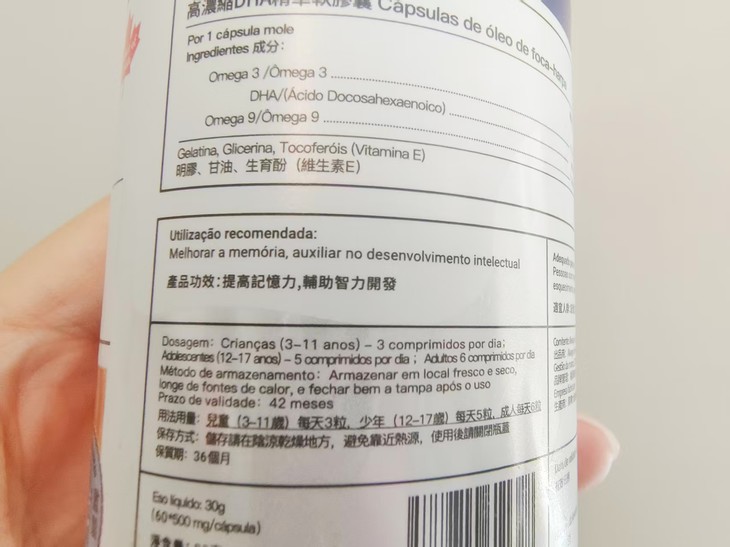 高濃縮DHA精華軟膠囊 Cápsulas de óleo de foca-harpa
Por 1 cápsula mole
Ingredientes 成分:
Omega 3 /Ômega 3
DHA/(Ácido Docosahexaenoico)
Omega 9/Ômega 9
Gelatina, Glicerina, Tocoferóis (Vitamina E)
明膠、甘油、生育酚（維生素E）
Utilização recomendada:
Melhorar a memória, auxiliar no desenvolvimento intelectual
產品功效:提高記憶力,輔助智力開發
Dosagem: Crianças (3-11 anos) – 3 comprimidos por dia;
Adolescentes (12-17 anos) – 5 comprimidos por dia; Adultos 6 comprimidos por dia
Método de armazenamento: Armazenar em local fresco e seco,
longe de fontes de calor, e fechar bem a tampa após o uso
Prazo de validade: 42 meses
用法用量: 兒童（3-11歲）每天3粒, 少年（12-17歲）每天5粒, 成人每天6粒
保存方式: 儲存請在陰涼乾燥地方, 避免靠近熱源, 使用後請關閉瓶蓋
保質期: 36個月
Eso líquido: 30g
(60*500 mg/cápsula)